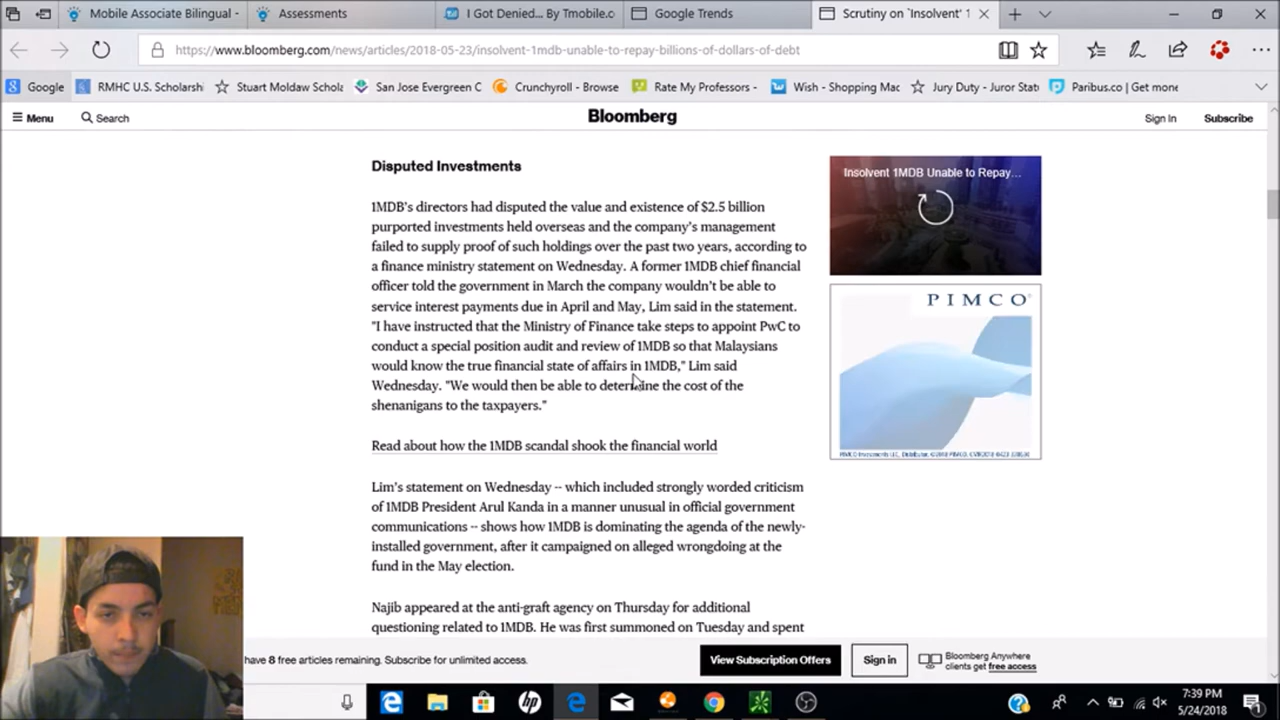 Mobile Associate Bilingual -
Assessments
I Got Denied... By Tmobile.c
Google Trends
Scrutiny on `Insolvent' 1
https://www.bloomberg.com/news/articles/2018-05-23/insolvent-1mdb-unable-to-repay-billions-of-dollars-of-debt
Google
RMHC U.S. Scholarshi
Stuart Moldaw Schola
San Jose Evergreen C
Crunchyroll - Browse
Rate My Professors -
Wish - Shopping Mac
Jury Duty - Juror Stat
Paribus.co | Get mone
Menu
Search
Bloomberg
Sign In
Subscribe
Disputed Investments
1MDB's directors had disputed the value and existence of $2.5 billion
purported investments held overseas and the company's management
failed to supply proof of such holdings over the past two years, according to
a finance ministry statement on Wednesday. A former 1MDB chief financial
officer told the government in March the company wouldn't be able to
service interest payments due in April and May, Lim said in the statement.
"I have instructed that the Ministry of Finance take steps to appoint PwC to
conduct a special position audit and review of 1MDB so that Malaysians
would know the true financial state of affairs in 1MDB," Lim said
Wednesday. "We would then be able to determine the cost of the
shenanigans to the taxpayers."
Read about how the 1MDB scandal shook the financial world
Lim's statement on Wednesday -- which included strongly worded criticism
of 1MDB President Arul Kanda in a manner unusual in official government
communications -- shows how 1MDB is dominating the agenda of the newly-
installed government, after it campaigned on alleged wrongdoing at the
fund in the May election.
Najib appeared at the anti-graft agency on Thursday for additional
questioning related to 1MDB. He was first summoned on Tuesday and spent
Insolvent 1MDB Unable to Repay...
PIMCO
have 8 free articles remaining. Subscribe for unlimited access.
View Subscription Offers
Sign in
Bloomberg Anywhere
clients get free access
7:39 PM
5/24/2018